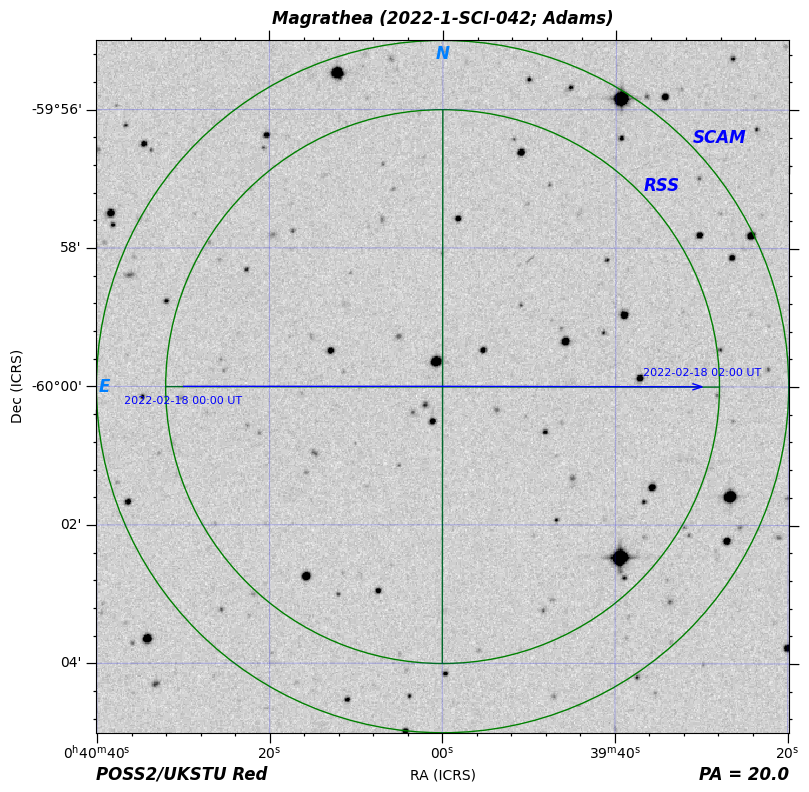 Magrathea (2022-1-SCI-042; Adams)
N
-59°56'
SCAM
RSS
58'
2022-02-18 02:00 UT
-60°00'
E
2022-02-18 00:00 UT
Dec (ICRS)
02'
04'
0ʰ40ᵐ40ˢ 20ˢ 00ˢ 39ᵐ40ˢ 20ˢ
POSS2/UKSTU Red RA (ICRS) PA = 20.0